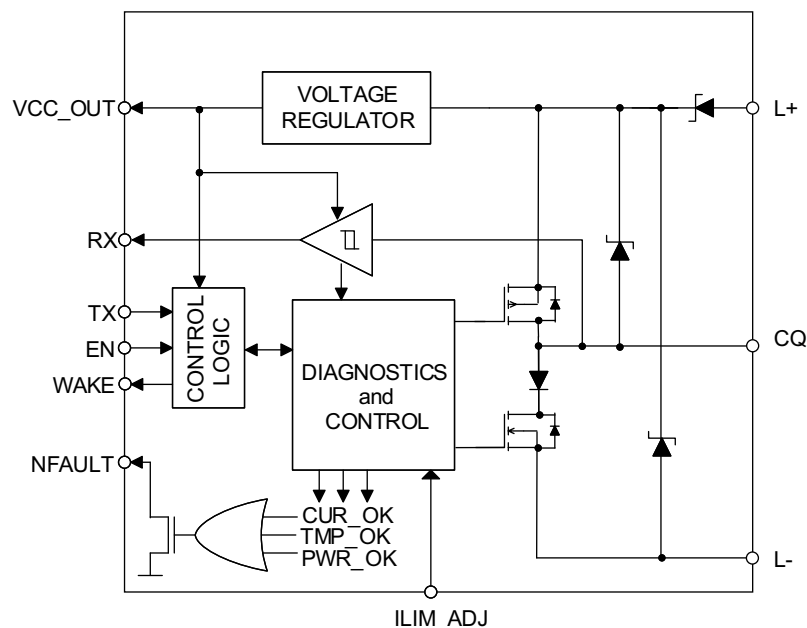 VOLTAGE
REGULATOR
VCC_OUT
L+
RX
TX
EN
WAKE
CONTROL
LOGIC
DIAGNOSTICS
and
CONTROL
CQ
NFAULT
CUR_OK
TMP_OK
PWR_OK
L-
ILIM_ADJ